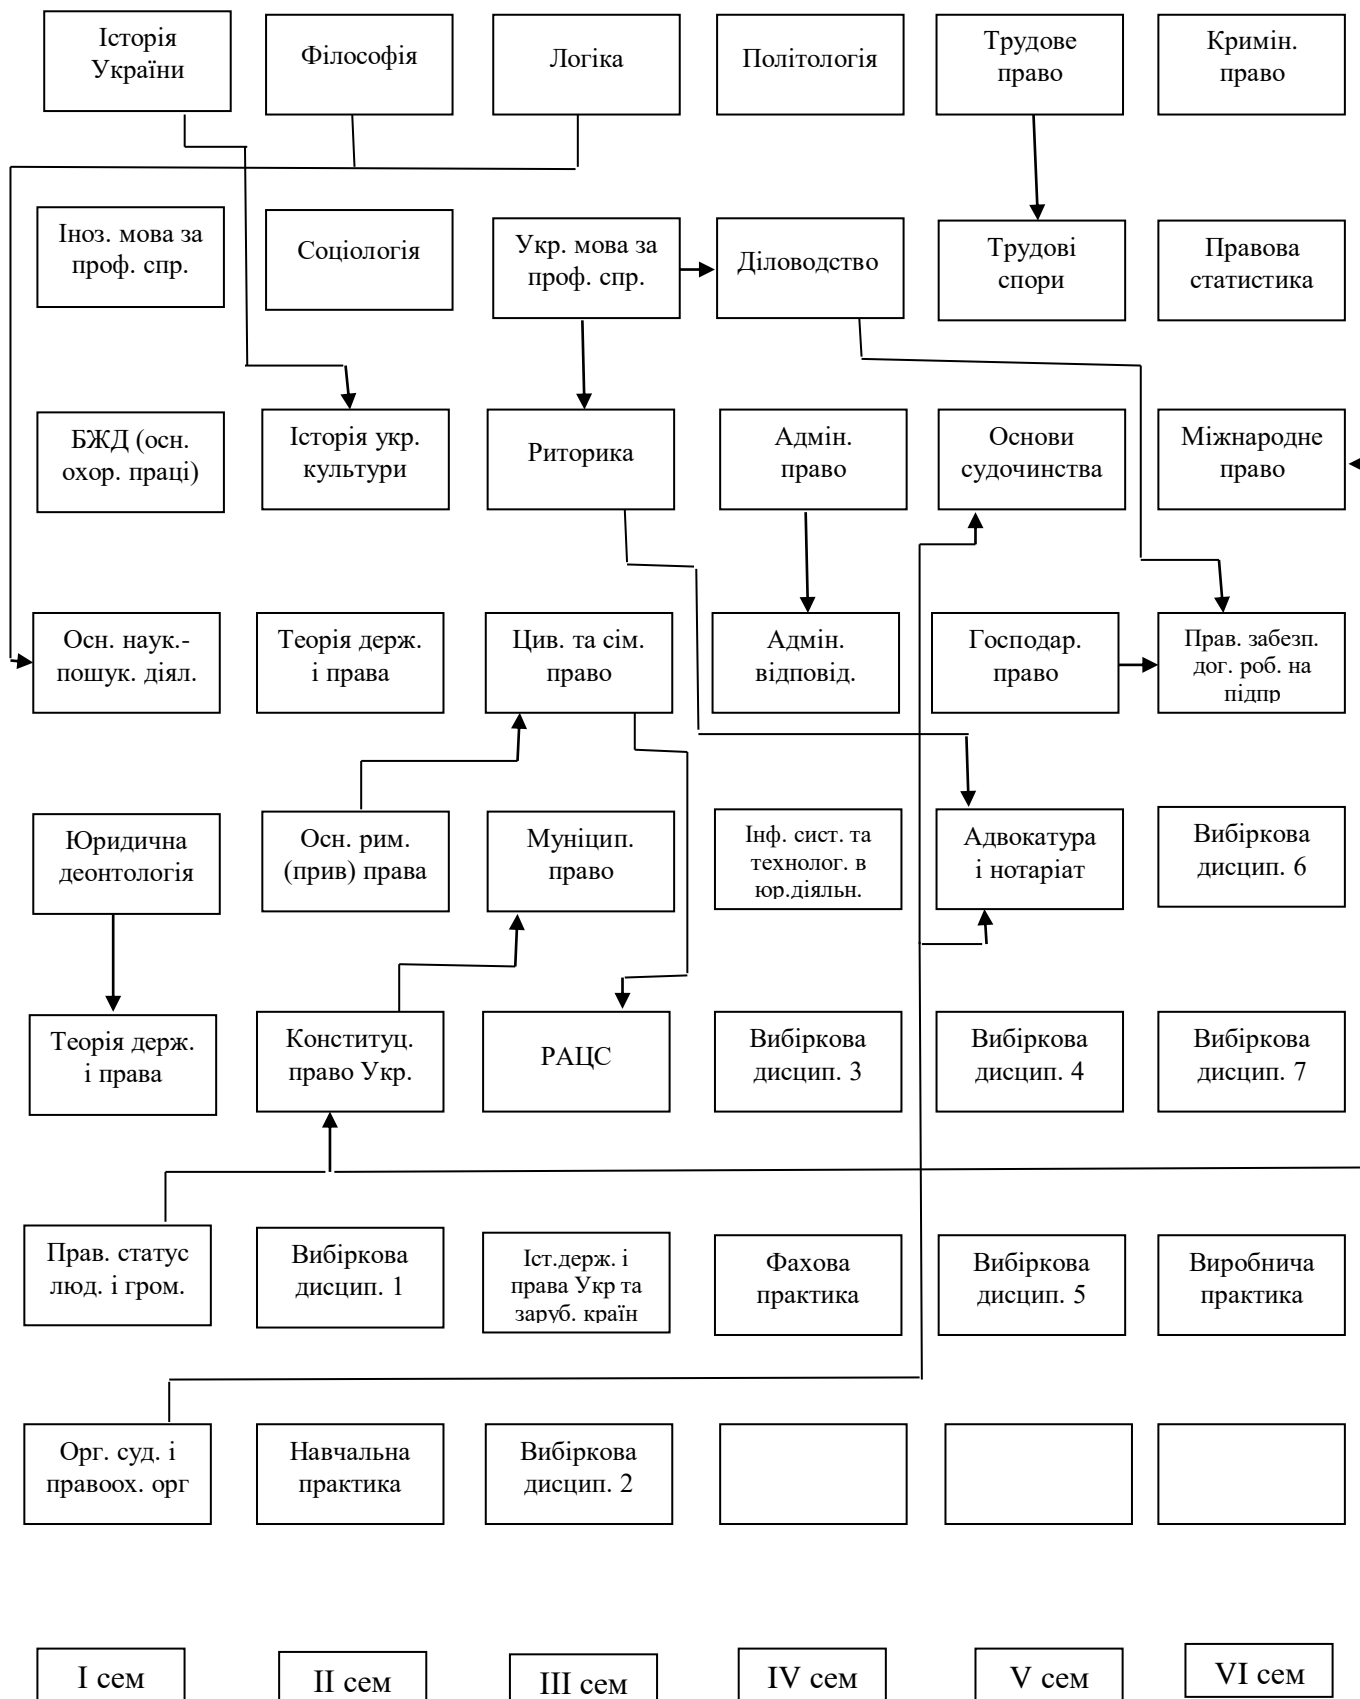 Історія
України
Філософія
Логіка
Політологія
Трудове
право
Кримін.
право
Іноз. мова за
проф. спр.
Соціологія
Укр. мова за
проф. спр.
Діловодство
Трудові
спори
Правова
статистика
БЖД (осн.
охор. праці)
Історія укр.
культури
Риторика
Адмін.
право
Основи
судочинства
Міжнародне
право
Осн. наук.-
пошук. діял.
Теорія держ.
і права
Цив. та сім.
право
Адмін.
відповід.
Господар.
право
Прав. забезп.
дог. роб. на
підпр
Юридична
деонтологія
Осн. рим.
(прив) права
Муніцип.
право
Інф. сист. та
технолог. в
юр.діяльн.
Адвокатура
і нотаріат
Вибіркова
дисцип. 6
Теорія держ.
і права
Конституц.
право Укр.
РАЦС
Вибіркова
дисцип. 3
Вибіркова
дисцип. 4
Вибіркова
дисцип. 7
Прав. статус
люд. і гром.
Вибіркова
дисцип. 1
Іст.держ. і
права Укр та
заруб. країн
Фахова
практика
Вибіркова
дисцип. 5
Виробнича
практика
Орг. суд. і
правоох. орг
Навчальна
практика
Вибіркова
дисцип. 2
I сем
II сем
III сем
IV сем
V сем
VI сем